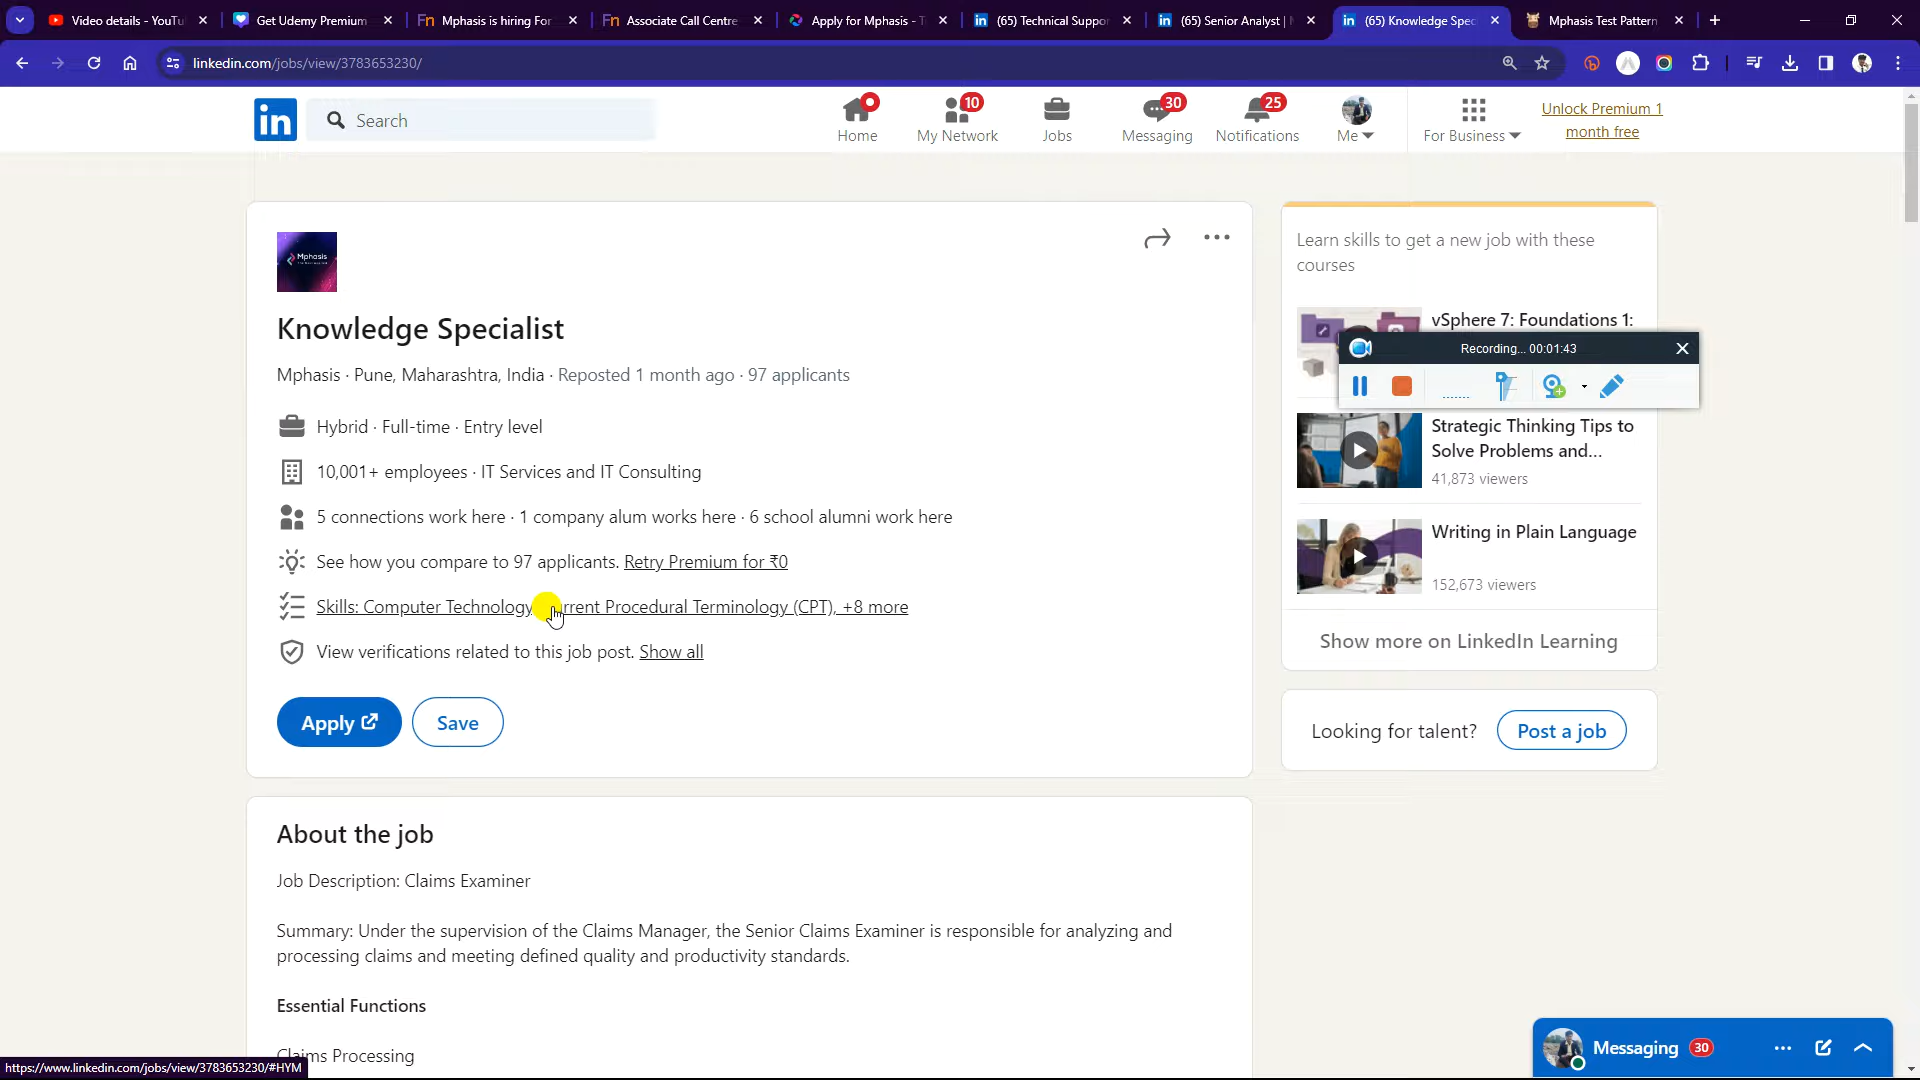 Video details - YouTu
Get Udemy Premium
Mphasis is hiring For
Associate Call Centre
Apply for Mphasis - T
(65) Technical Suppor
(65) Senior Analyst |
(65) Knowledge Spec
Mphasis Test Pattern
linkedin.com/jobs/view/3783653230/
in
Search
Home
10
My Network
Jobs
30
Messaging
25
Notifications
Me
For Business
Unlock Premium 1
month free
Mphasis
Knowledge Specialist
Mphasis · Pune, Maharashtra, India · Reposted 1 month ago · 97 applicants
Hybrid · Full-time · Entry level
10,001+ employees · IT Services and IT Consulting
5 connections work here · 1 company alum works here · 6 school alumni work here
See how you compare to 97 applicants. Retry Premium for ₹0
Skills: Computer Technology, Current Procedural Terminology (CPT), +8 more
View verifications related to this job post. Show all
Apply
Save
Learn skills to get a new job with these
courses
vSphere 7: Foundations 1:
Recording... 00:01:43
Strategic Thinking Tips to
Solve Problems and...
41,873 viewers
Writing in Plain Language
152,673 viewers
Show more on LinkedIn Learning
Looking for talent?
Post a job
About the job
Job Description: Claims Examiner
Summary: Under the supervision of the Claims Manager, the Senior Claims Examiner is responsible for analyzing and
processing claims and meeting defined quality and productivity standards.
Essential Functions
Claims Processing
Messaging 30
https://www.linkedin.com/jobs/view/3783653230/#HYM